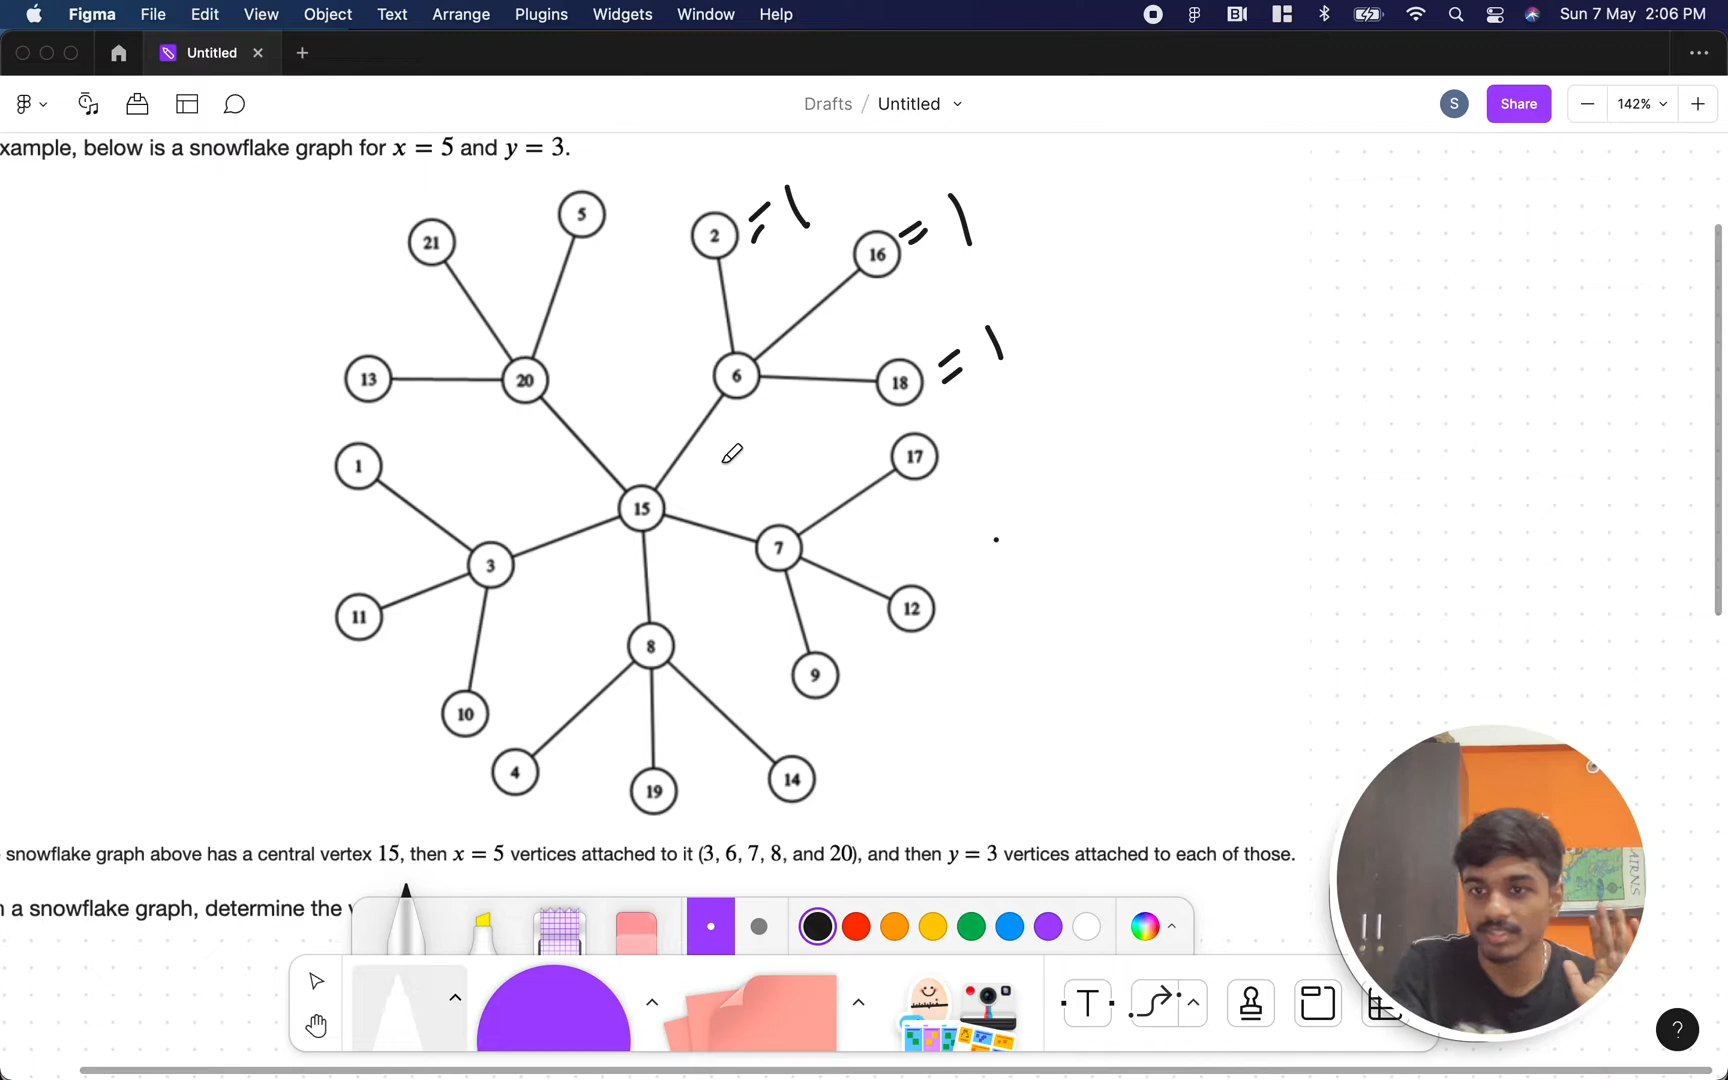 Figma File Edit View Object Text Arrange Plugins Widgets Window Help Sun 7 May 2:06 PM
Untitled
Drafts / Untitled S Share 142%
xample, below is a snowflake graph for x = 5 and y = 3.
5
21
2 = 1
16 = 1
13
20
6
18 = 1
1
17
15
3
7
11
12
8
9
10
4
19
14
snowflake graph above has a central vertex 15, then x = 5 vertices attached to it (3, 6, 7, 8, and 20), and then y = 3 vertices attached to each of those.
a snowflake graph, determine the
T
?